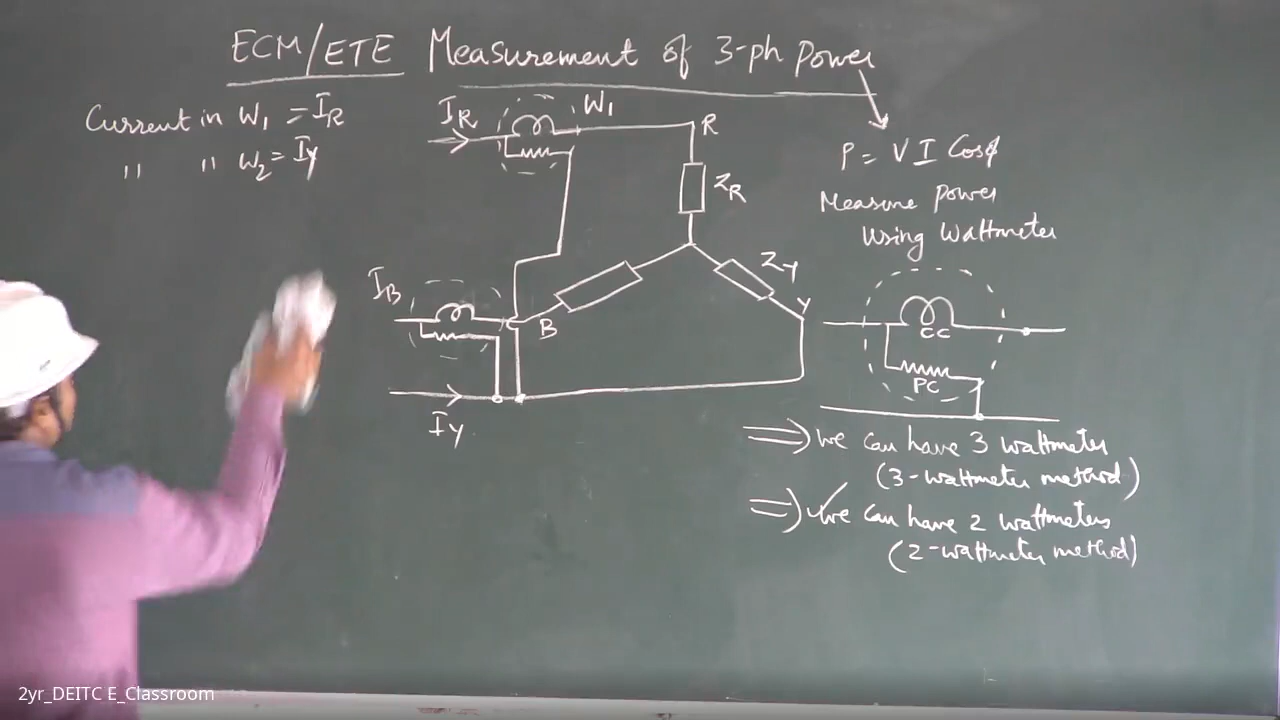 ECM/ETE Measurement of 3-ph Power
Current in W1 = IR
" " W2 = Iy
IR
W1
R
ZR
IB
B
ZY
Y
Iy
P = V I Cosϕ
Measure power
Using Wattmeter
CC
PC
⇒ we can have 3 wattmeter
(3-wattmeter method)
⇒ ✓we can have 2 wattmeters
(2-wattmeter method)
2yr_DEITC E_Classroom